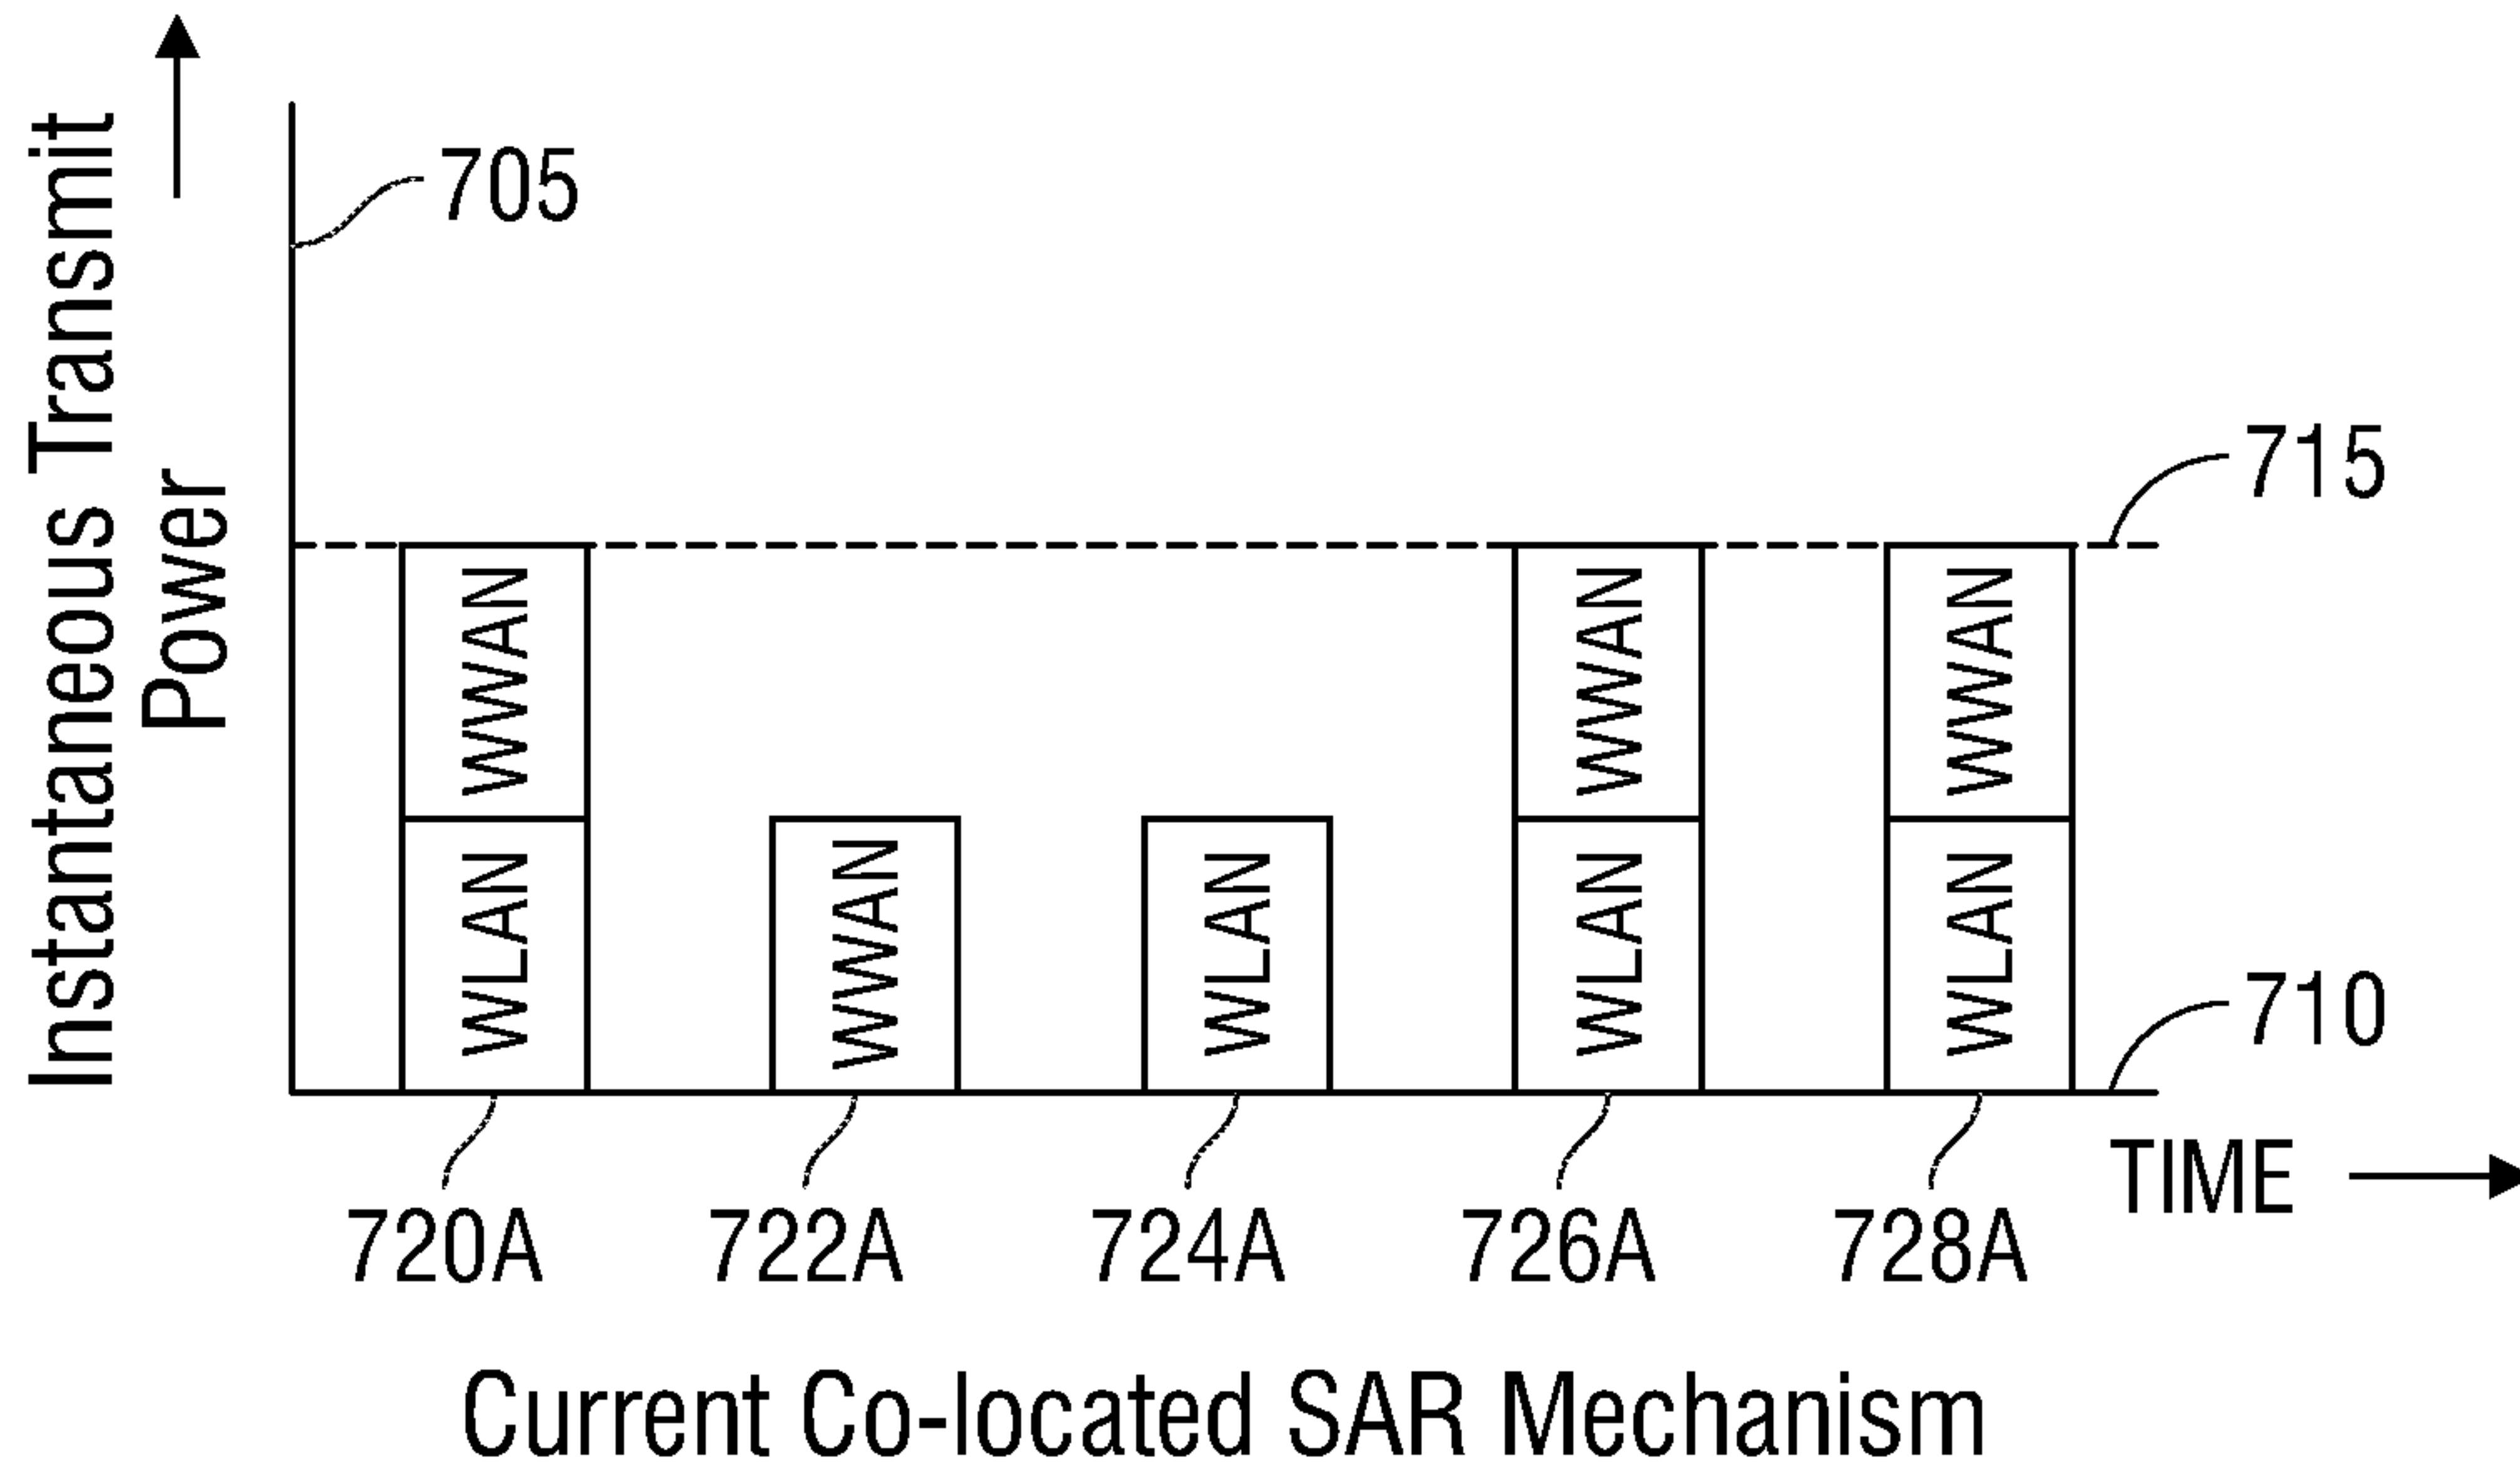 Instantaneous Transmit
Power
705
715
WWAN
WWAN
WWAN
WLAN
WWAN
WLAN
WLAN
WLAN
710
TIME
720A
722A
724A
726A
728A
Current Co-located SAR Mechanism